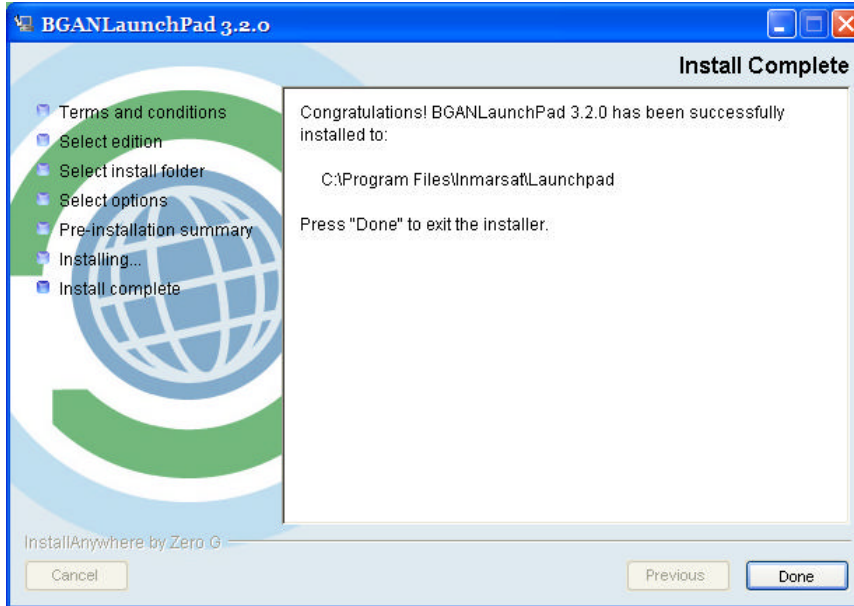 BGANLaunchPad 3.2.0
Install Complete
Terms and conditions
Select edition
Select install folder
Select options
Pre-installation summary
Installing...
Install complete
Congratulations! BGANLaunchPad 3.2.0 has been successfully
installed to:
C:\Program Files\Inmarsat\Launchpad
Press "Done" to exit the installer.
InstallAnywhere by Zero G
Cancel
Previous
Done